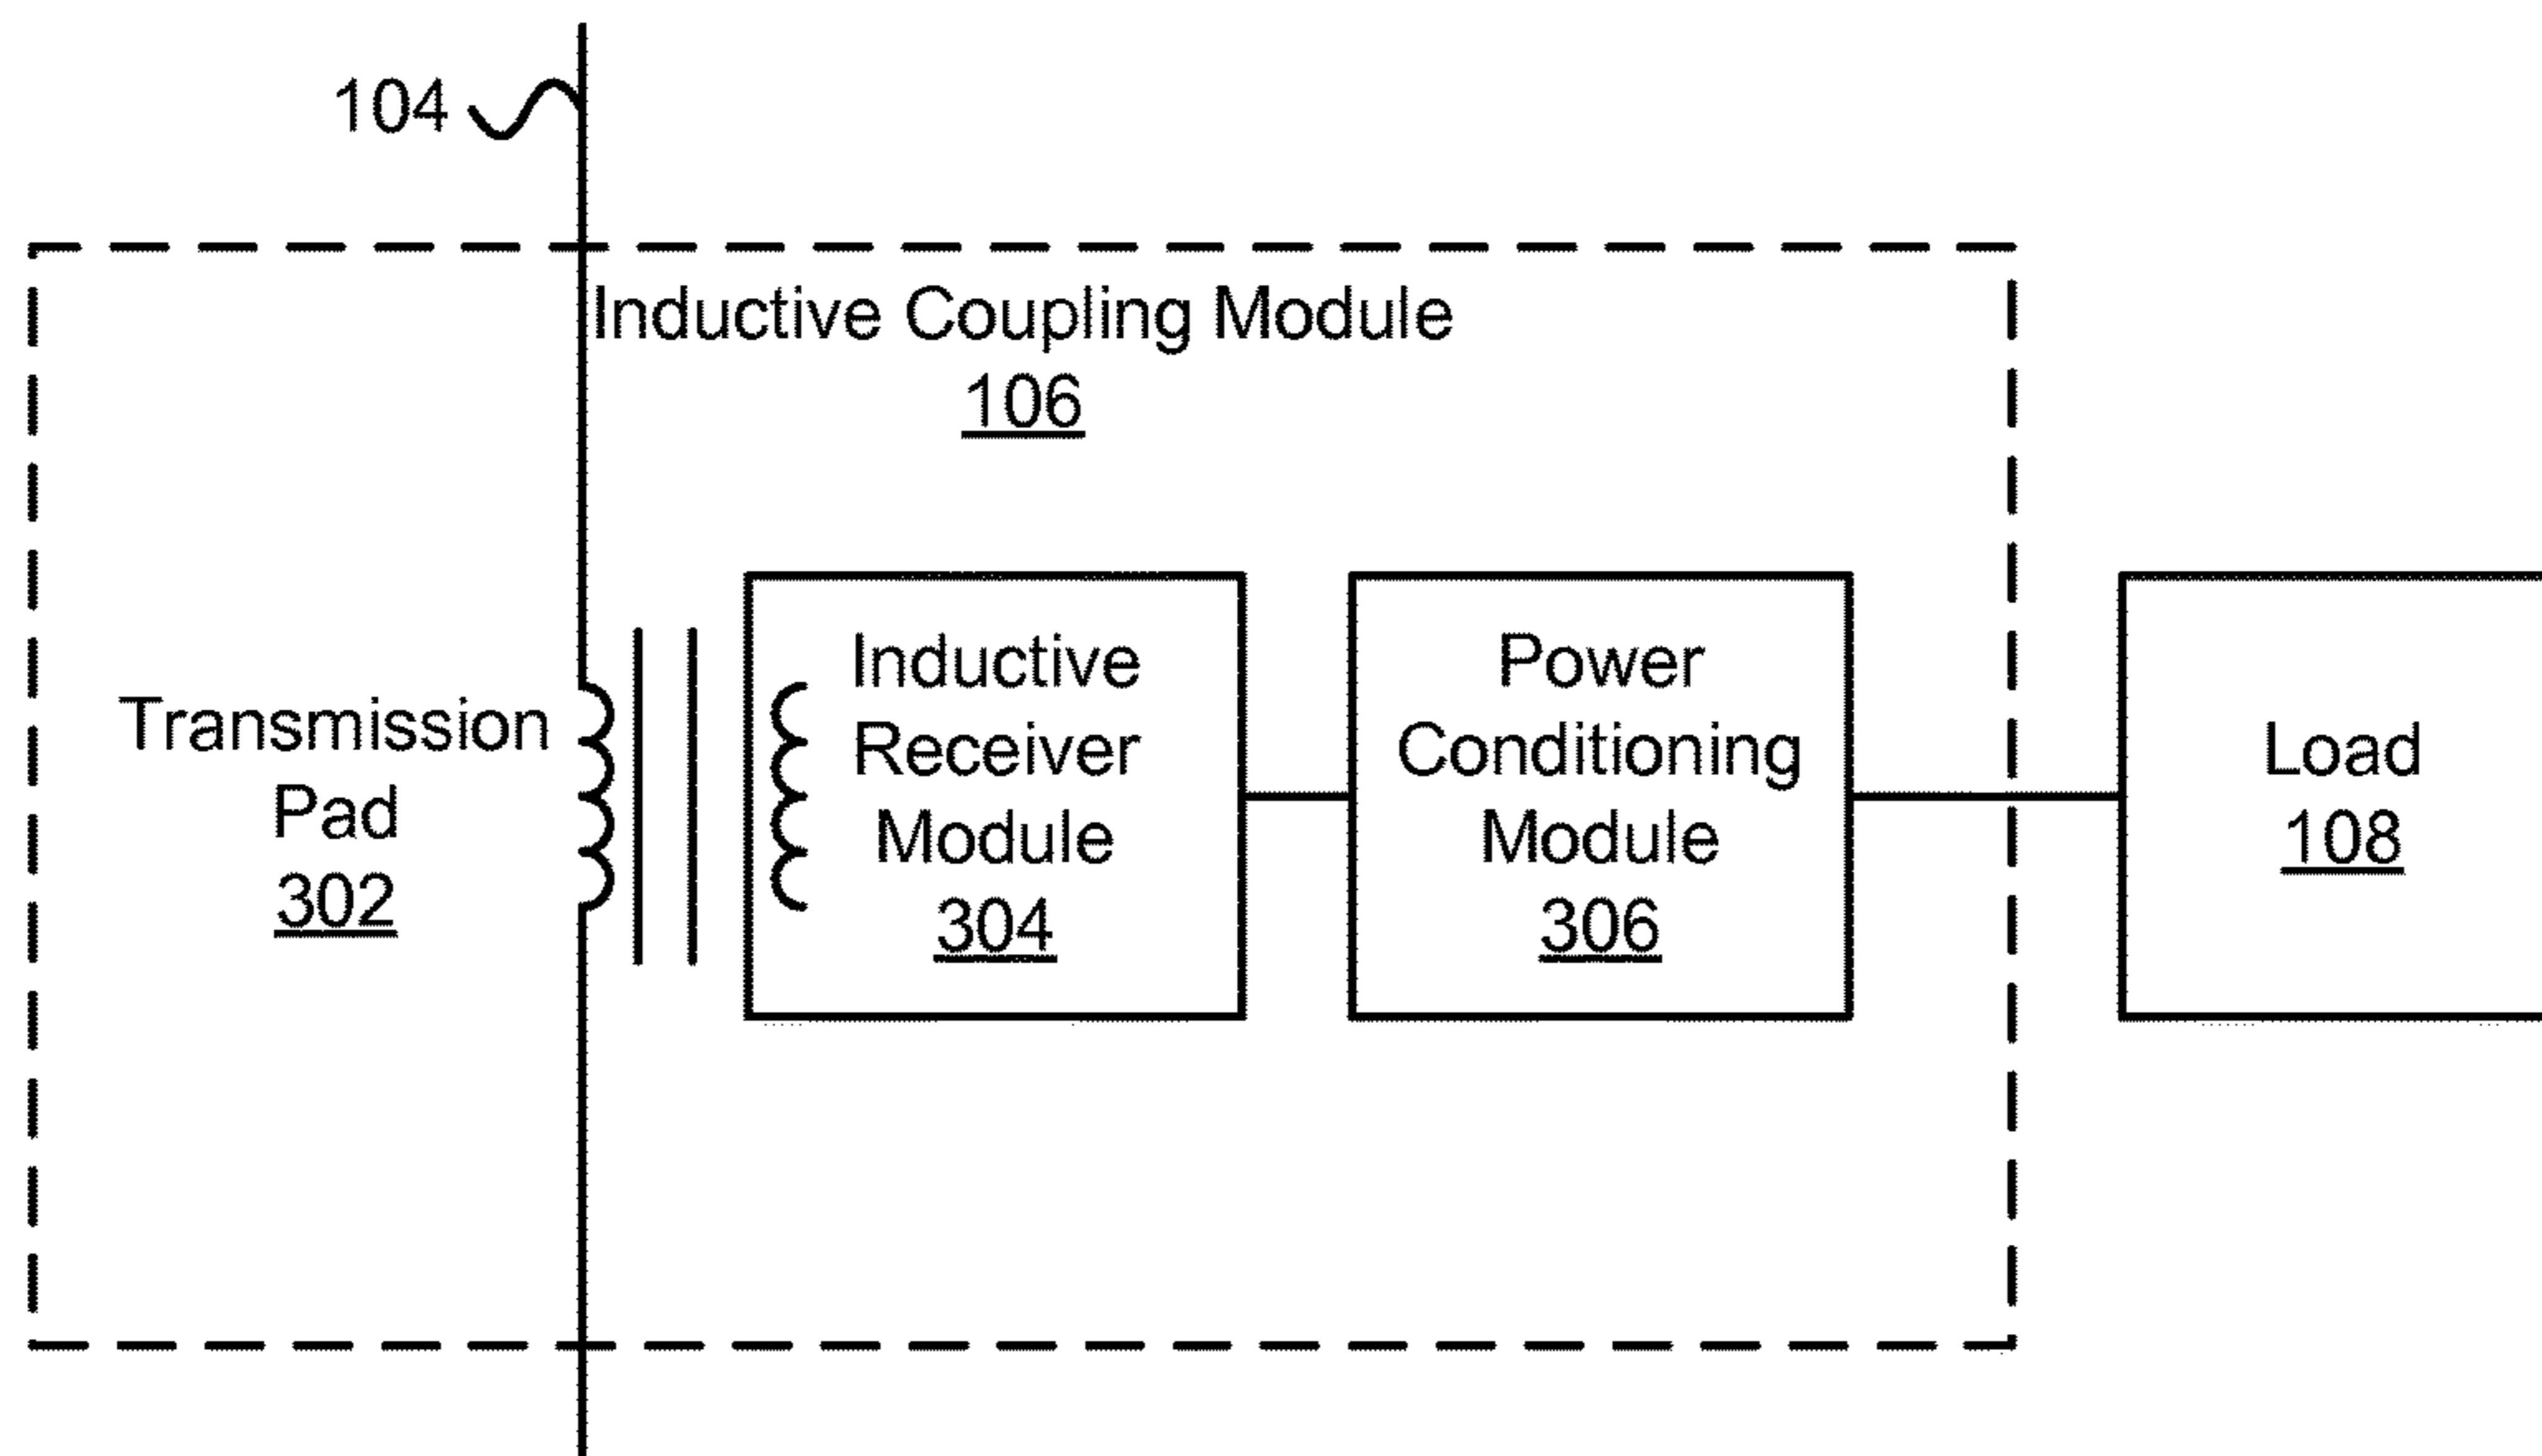 104
Inductive Coupling Module
106
Transmission
Pad
302
Inductive
Receiver
Module
304
Power
Conditioning
Module
306
Load
108